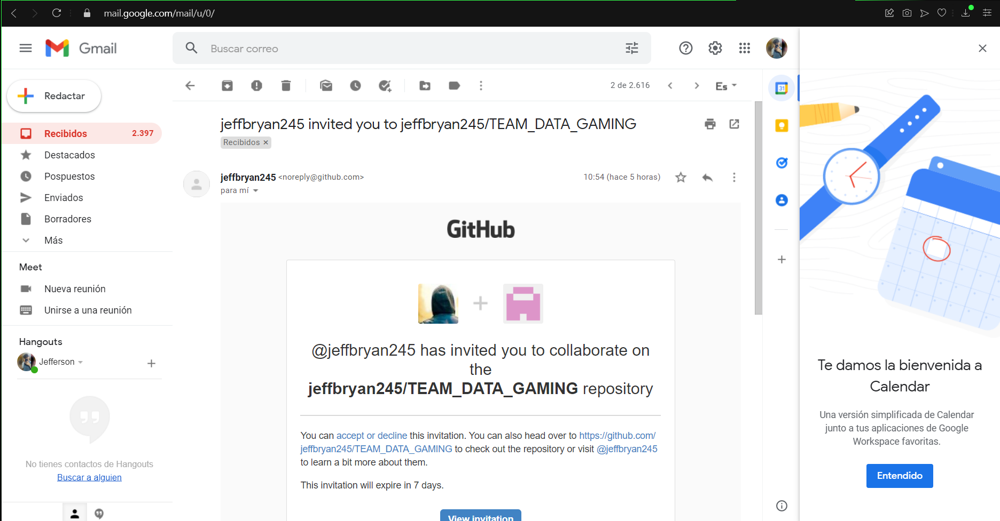 mail.google.com/mail/u/0/
Gmail
Buscar correo
Redactar
2 de 2.616
Es
31
Recibidos 2.397
Destacados
Pospuestos
Enviados
Borradores
Más
Meet
Nueva reunión
Unirse a una reunión
Hangouts
Jefferson
No tienes contactos de Hangouts
Buscar a alguien
jeffbryan245 invited you to jeffbryan245/TEAM_DATA_GAMING
Recibidos ×
jeffbryan245 <noreply@github.com>
10:54 (hace 5 horas)
para mí
GitHub
@jeffbryan245 has invited you to collaborate on
the
jeffbryan245/TEAM_DATA_GAMING repository
You can accept or decline this invitation. You can also head over to https://github.com/
jeffbryan245/TEAM_DATA_GAMING to check out the repository or visit @jeffbryan245
to learn a bit more about them.
This invitation will expire in 7 days.
View invitation
Te damos la bienvenida a
Calendar
Una versión simplificada de Calendar
junto a tus aplicaciones de Google
Workspace favoritas.
Entendido